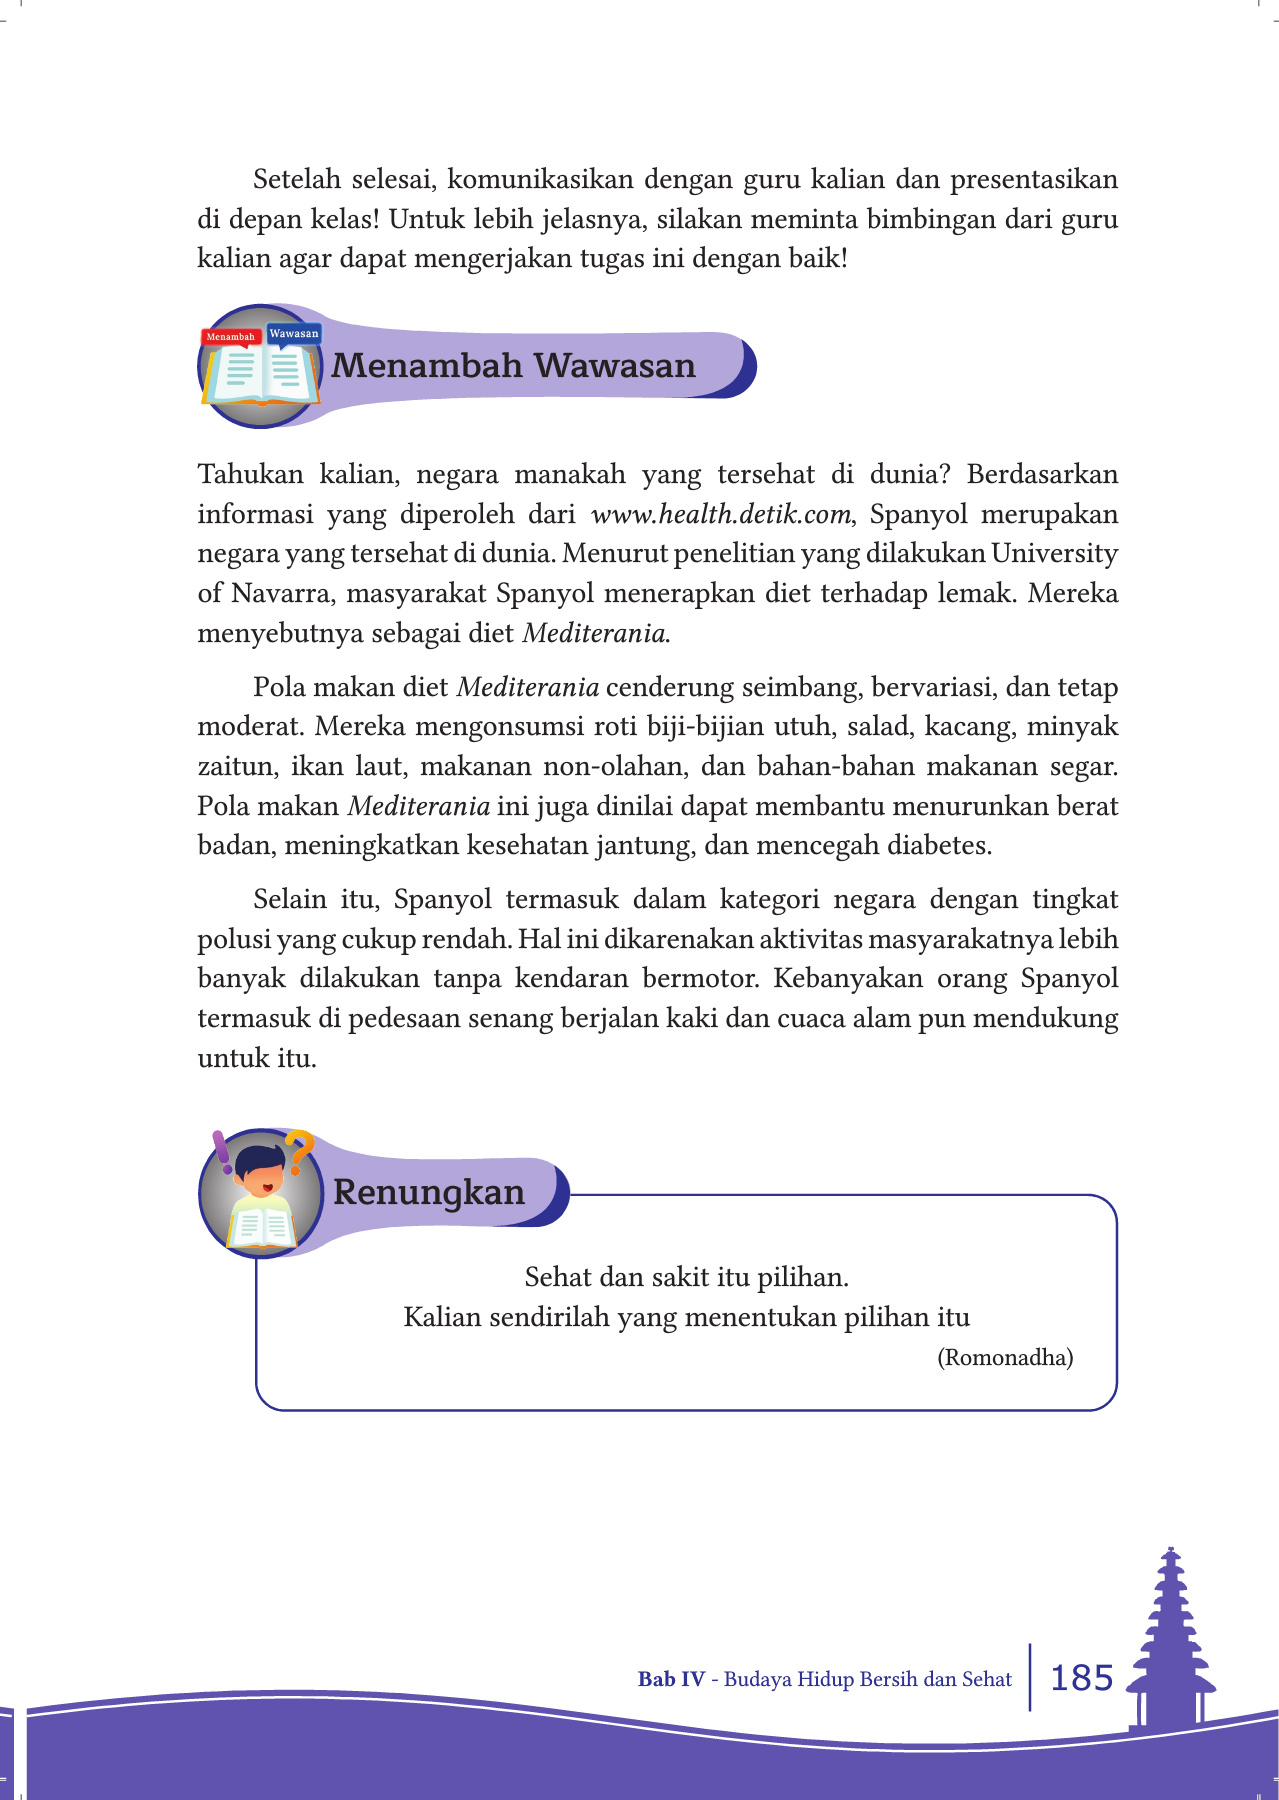 Setelah selesai, komunikasikan dengan guru kalian dan presentasikan
di depan kelas! Untuk lebih jelasnya, silakan meminta bimbingan dari guru
kalian agar dapat mengerjakan tugas ini dengan baik!
Menambah Wawasan
Menambah Wawasan
Tahukan kalian, negara manakah yang tersehat di dunia? Berdasarkan
informasi yang diperoleh dari www.health.detik.com, Spanyol merupakan
negara yang tersehat di dunia. Menurut penelitian yang dilakukan University
of Navarra, masyarakat Spanyol menerapkan diet terhadap lemak. Mereka
menyebutnya sebagai diet Mediterania.
Pola makan diet Mediterania cenderung seimbang, bervariasi, dan tetap
moderat. Mereka mengonsumsi roti biji-bijian utuh, salad, kacang, minyak
zaitun, ikan laut, makanan non-olahan, dan bahan-bahan makanan segar.
Pola makan Mediterania ini juga dinilai dapat membantu menurunkan berat
badan, meningkatkan kesehatan jantung, dan mencegah diabetes.
Selain itu, Spanyol termasuk dalam kategori negara dengan tingkat
polusi yang cukup rendah. Hal ini dikarenakan aktivitas masyarakatnya lebih
banyak dilakukan tanpa kendaran bermotor. Kebanyakan orang Spanyol
termasuk di pedesaan senang berjalan kaki dan cuaca alam pun mendukung
untuk itu.
Renungkan
Sehat dan sakit itu pilihan.
Kalian sendirilah yang menentukan pilihan itu
(Romonadha)
Bab IV - Budaya Hidup Bersih dan Sehat 185